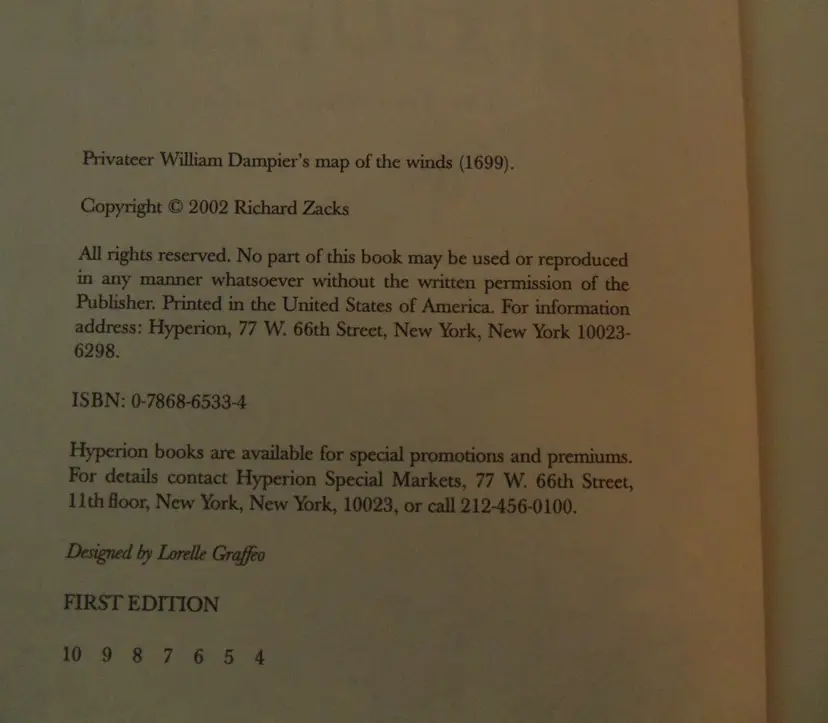 Privateer William Dampier's map of the winds (1699).
Copyright © 2002 Richard Zacks
All rights reserved. No part of this book may be used or reproduced
in any manner whatsoever without the written permission of the
Publisher. Printed in the United States of America. For information
address: Hyperion, 77 W. 66th Street, New York, New York 10023-
6298.
ISBN: 0-7868-6533-4
Hyperion books are available for special promotions and premiums.
For details contact Hyperion Special Markets, 77 W. 66th Street,
11th floor, New York, New York, 10023, or call 212-456-0100.
Designed by Lorelle Graffeo
FIRST EDITION
10 9 8 7 6 5 4